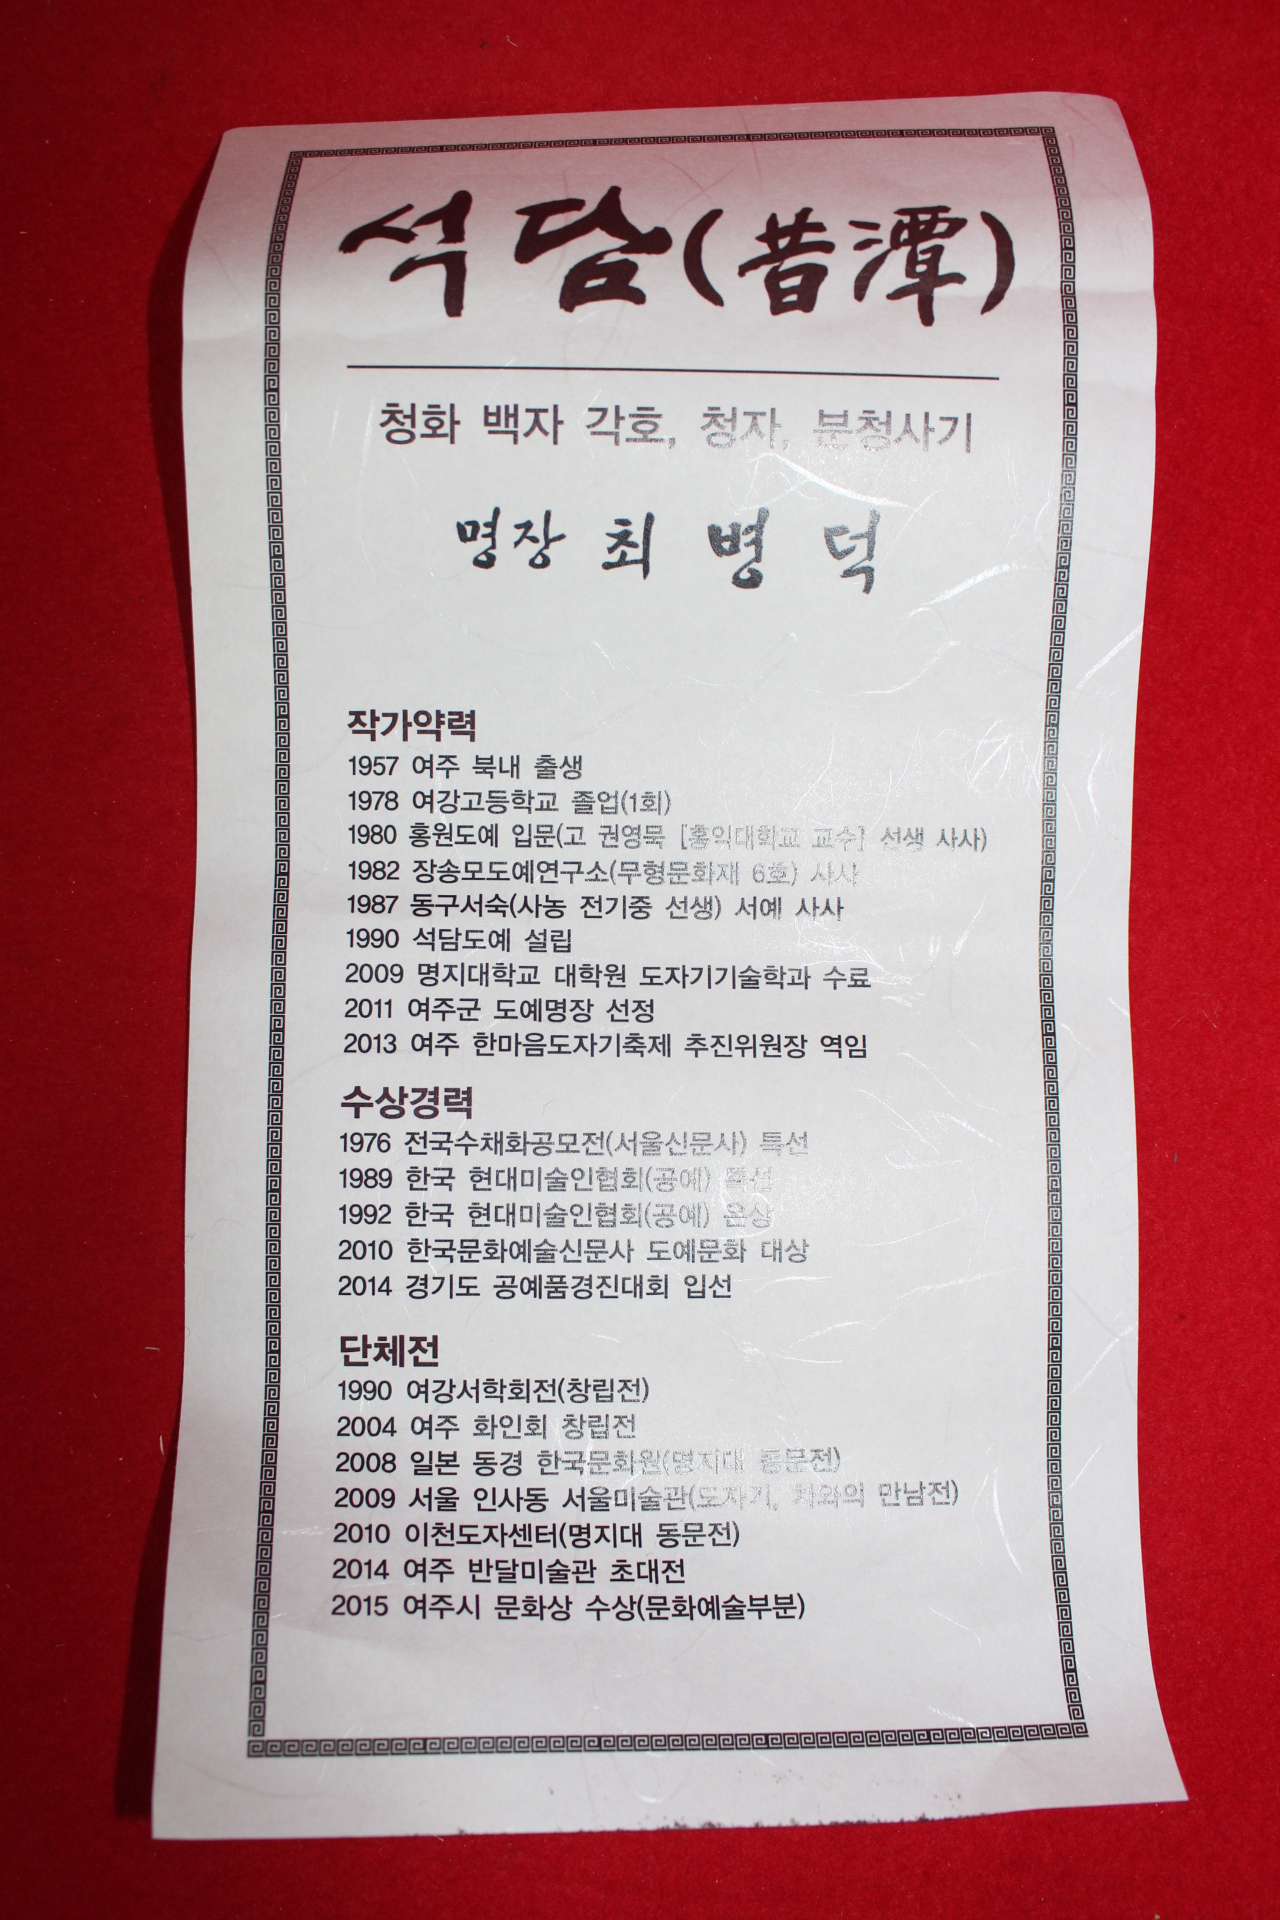 석담(昔潭)
청화 백자 각호, 청자, 분청사기
명장 최 병 덕
작가약력
1957 여주 북내 출생
1978 여강고등학교 졸업(1회)
1980 홍원도예 입문(고 권영묵 [홍익대학교 교수] 선생 사사)
1982 장송모도예연구소(무형문화재 6호) 사사
1987 동구서숙(사농 전기중 선생) 서예 사사
1990 석담도예 설립
2009 명지대학교 대학원 도자기기술학과 수료
2011 여주군 도예명장 선정
2013 여주 한마음도자기축제 추진위원장 역임
수상경력
1976 전국수채화공모전(서울신문사) 특선
1989 한국 현대미술인협회(공예) 특선
1992 한국 현대미술인협회(공예) 은상
2010 한국문화예술신문사 도예문화 대상
2014 경기도 공예품경진대회 입선
단체전
1990 여강서학회전(창립전)
2004 여주 화인회 창립전
2008 일본 동경 한국문화원(명지대 동문전)
2009 서울 인사동 서울미술관(도자기, 차와의 만남전)
2010 이천도자센터(명지대 동문전)
2014 여주 반달미술관 초대전
2015 여주시 문화상 수상(문화예술부분)